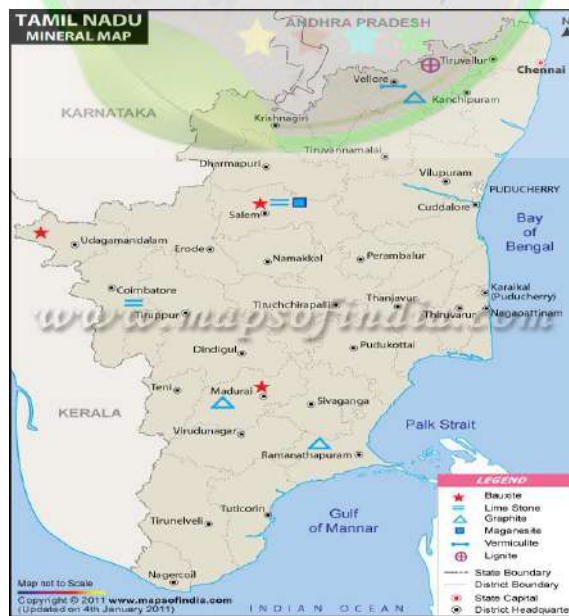 TAMIL NADU
MINERAL MAP
ANDHRA PRADESH
N
Tiruvellur
Chennai
Vellore
Kanchipuram
KARNATAKA
Krishnagiri
Tiruvannamalai
Dharmapuri
Vilupuram
PUDUCHERRY
Salem
Cuddalore
Bay
of
Bengal
Udagamandalam
Erode
Namakkal
Perambalur
Coimbatore
Karaikal
(Puducherry)
Tiruppur
Tiruchchirapalli
Thanjavur
Thiruvarur
Nagapattinam
www.mapsofindia.com
Dindigul
Pudukottai
Teni
Madurai
Sivaganga
KERALA
Virudunagar
Palk Strait
Ramanathapuram
Tuticorin
Tirunelveli
Gulf
of Mannar
Nagercoil
LEGEND
Bauxite
Lime Stone
Graphite
Maganesite
Vermiculite
Lignite
State Boundary
District Boundary
State Capital
District Headquarter
Map not to Scale
Copyright © 2011 www.mapsofindia.com
(Updated on 4th January 2011)
INDIAN OCEAN